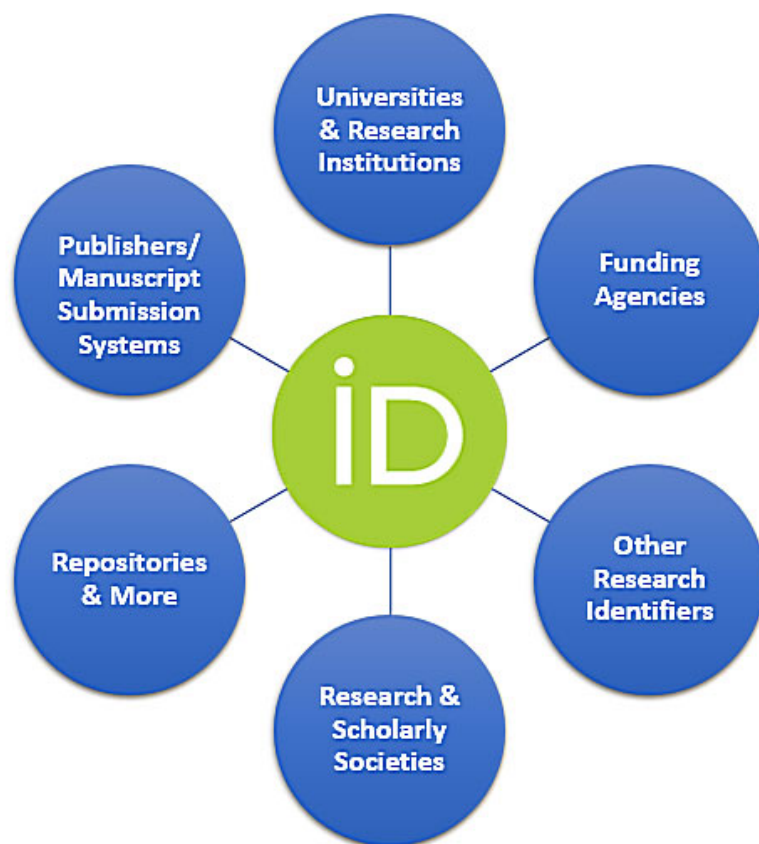 Universities
& Research
Institutions
Funding
Agencies
Other
Research
Identifiers
Research &
Scholarly
Societies
Repositories
& More
Publishers/
Manuscript
Submission
Systems
iD